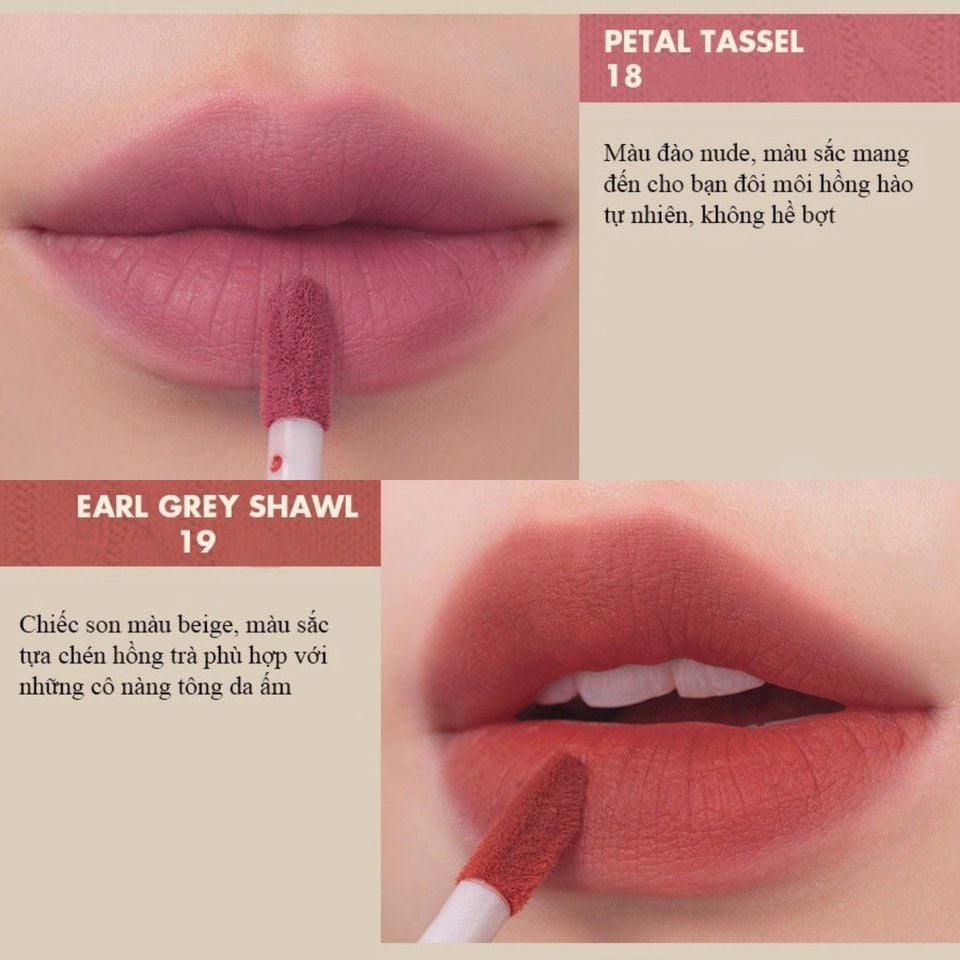 PETAL TASSEL
18
Màu đào nude, màu sắc mang
đến cho bạn đôi môi hồng hào
tự nhiên, không hề bợt
EARL GREY SHAWL
19
Chiếc son màu beige, màu sắc
tựa chén hồng trà phù hợp với
những cô nàng tông da ấm